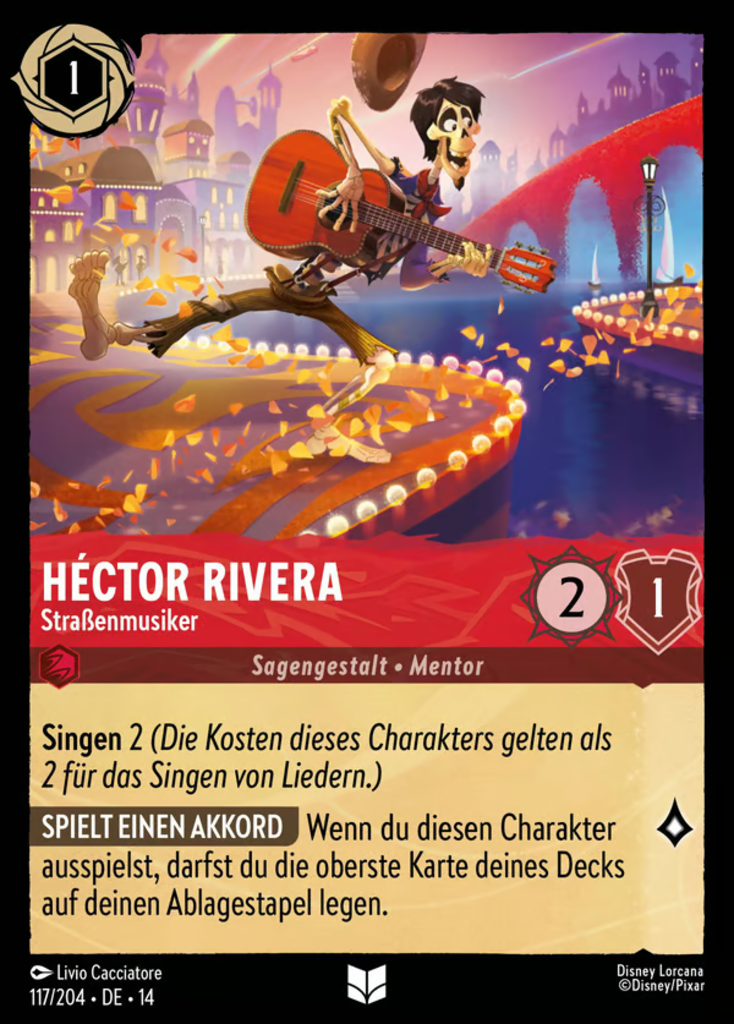 1
HÉCTOR RIVERA
Straßenmusiker
2
1
Sagengestalt • Mentor
Singen 2 (Die Kosten dieses Charakters gelten als
2 für das Singen von Liedern.)
SPIELT EINEN AKKORD Wenn du diesen Charakter
ausspielst, darfst du die oberste Karte deines Decks
auf deinen Ablagestapel legen.
Livio Cacciatore
117/204 • DE • 14
Disney Lorcana
©Disney/Pixar